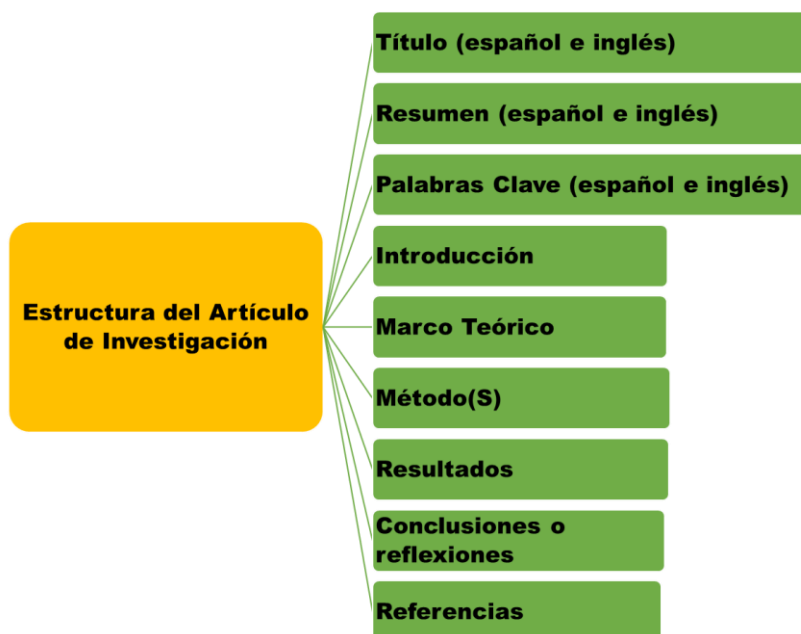 Estructura del Artículo
de Investigación
Título (español e inglés)
Resumen (español e inglés)
Palabras Clave (español e inglés)
Introducción
Marco Teórico
Método(S)
Resultados
Conclusiones o
reflexiones
Referencias